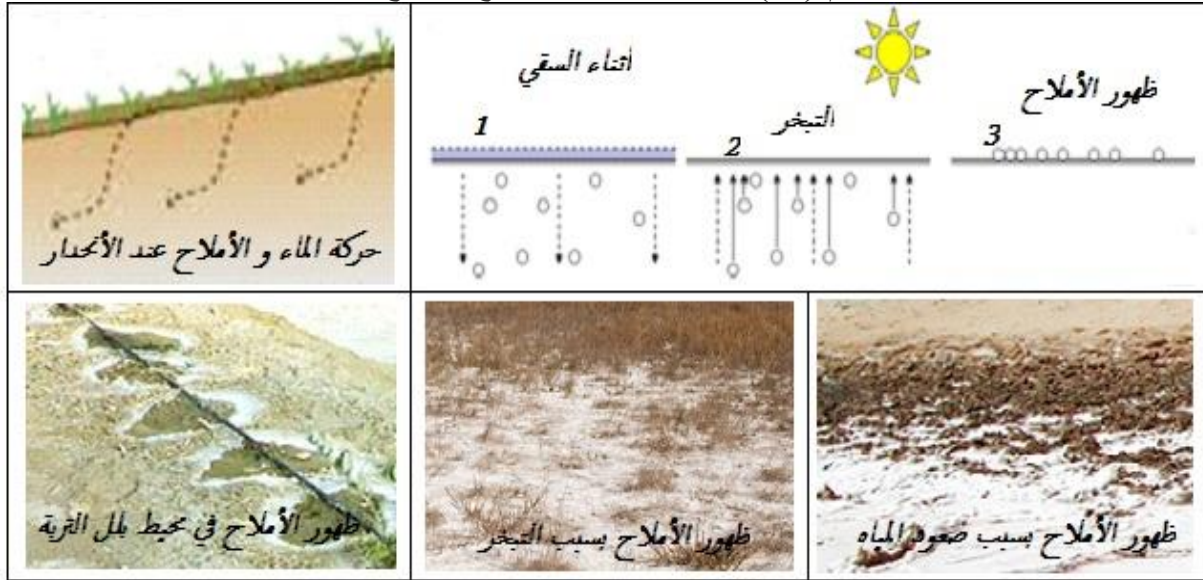 أثناء السقي
التبخر
ظهور الأملاح
1
2
3
حركة الماء و الأملاح عند الأنحدار
ظهور الأملاح في محيط بلل التربة
ظهور الأملاح بسبب التبخر
ظهور الأملاح بسبب صعود المياه